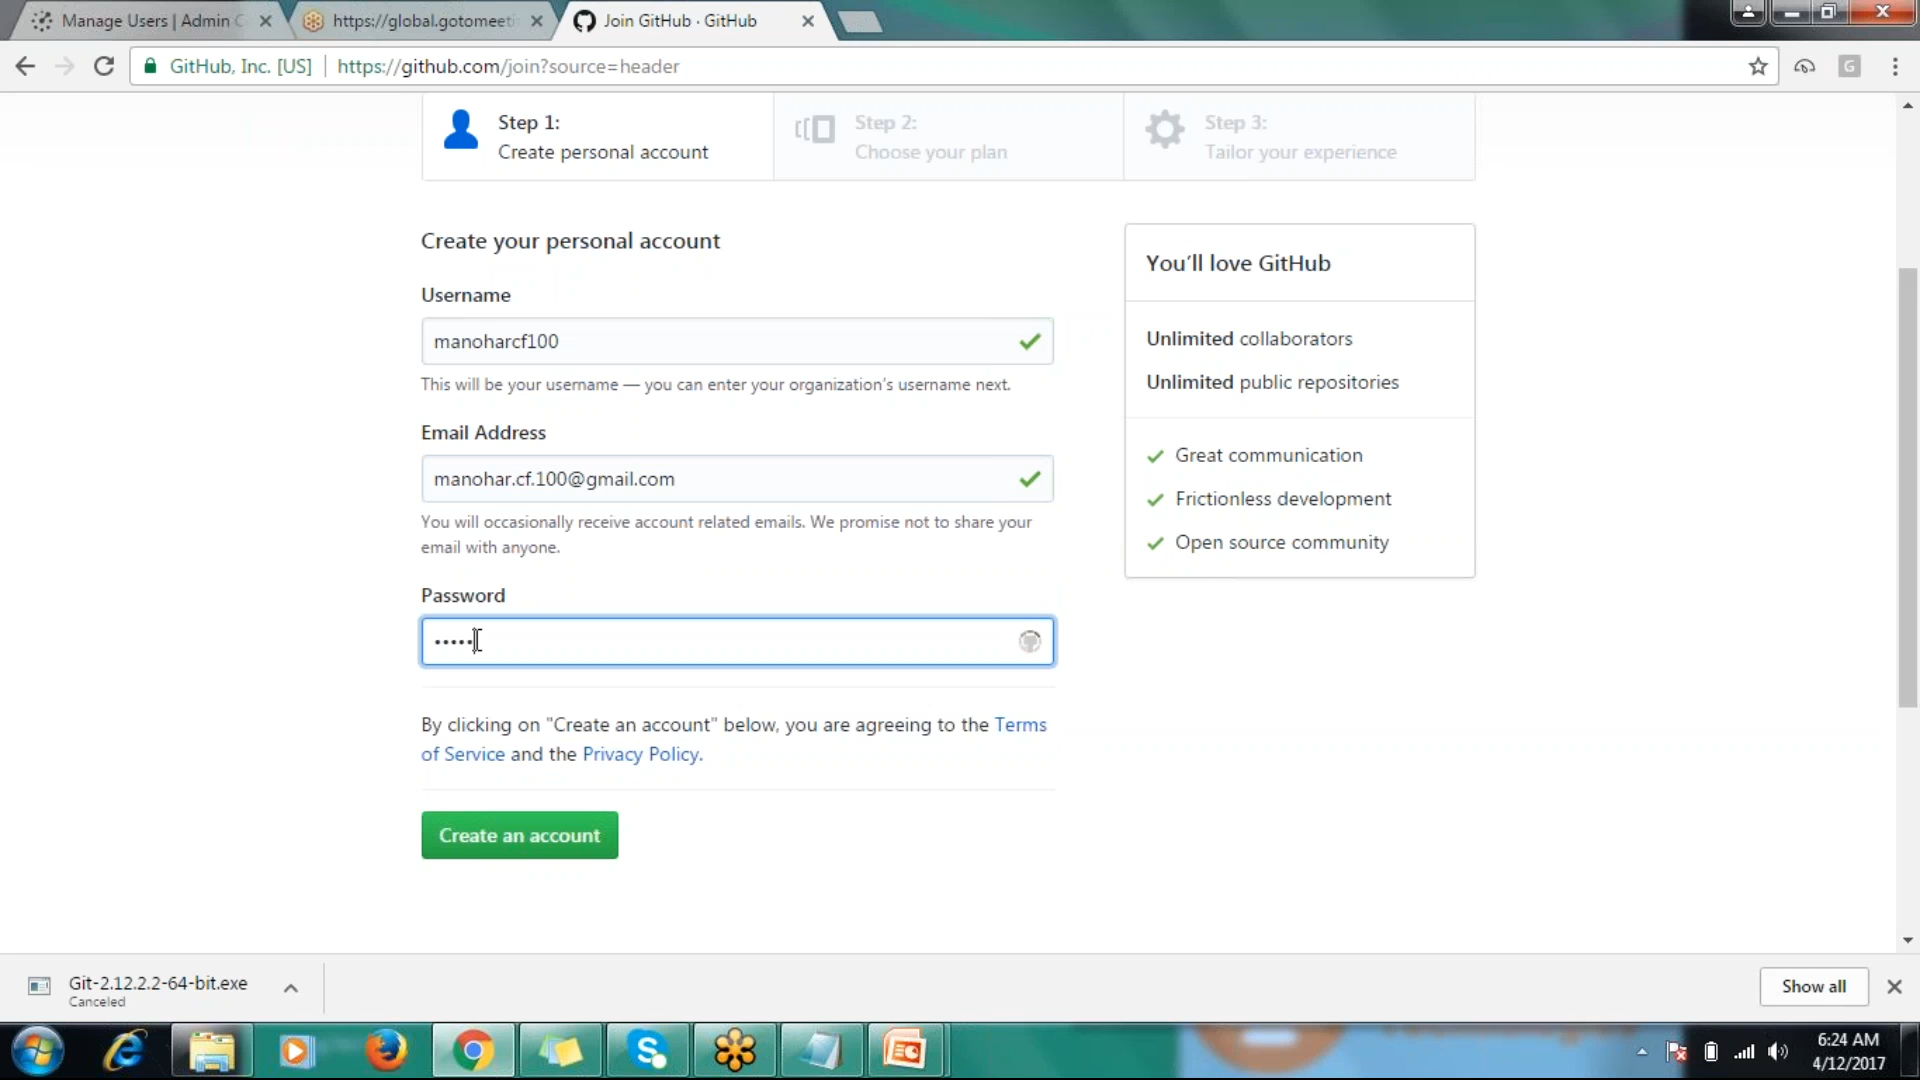 Manage Users | Admin C
https://global.gotomeeti
Join GitHub · GitHub
GitHub, Inc. [US]
https://github.com/join?source=header
G
Step 1:
Create personal account
Step 2:
Choose your plan
Step 3:
Tailor your experience
Create your personal account
Username
manoharcf100
This will be your username — you can enter your organization's username next.
Email Address
manohar.cf.100@gmail.com
You will occasionally receive account related emails. We promise not to share your
email with anyone.
Password
•••••
By clicking on "Create an account" below, you are agreeing to the Terms
of Service and the Privacy Policy.
Create an account
You'll love GitHub
Unlimited collaborators
Unlimited public repositories
Great communication
Frictionless development
Open source community
Git-2.12.2.2-64-bit.exe
Canceled
Show all
6:24 AM
4/12/2017